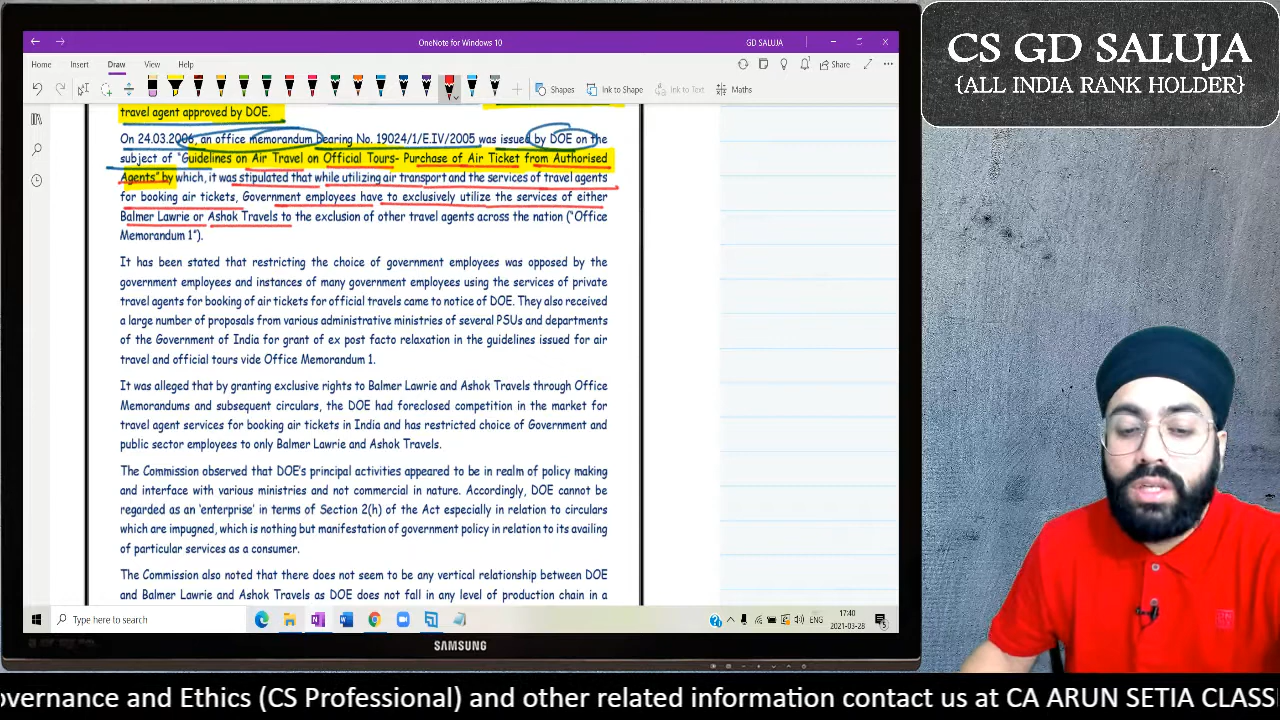 CS GD SALUJA
{ALL INDIA RANK HOLDER}
OneNote for Windows 10
GD SALUJA
Home Insert Draw View Help
Share
Shapes Ink to Shape Ink to Text Maths
travel agent approved by DOE.
On 24.03.2006, an office memorandum bearing No. 19024/1/E.IV/2005 was issued by DOE on the
subject of “Guidelines on Air Travel on Official Tours- Purchase of Air Ticket from Authorised
Agents” by which, it was stipulated that while utilizing air transport and the services of travel agents
for booking air tickets, Government employees have to exclusively utilize the services of either
Balmer Lawrie or Ashok Travels to the exclusion of other travel agents across the nation (“Office
Memorandum 1”).
It has been stated that restricting the choice of government employees was opposed by the
government employees and instances of many government employees using the services of private
travel agents for booking of air tickets for official travels came to notice of DOE. They also received
a large number of proposals from various administrative ministries of several PSUs and departments
of the Government of India for grant of ex post facto relaxation in the guidelines issued for air
travel and official tours vide Office Memorandum 1.
It was alleged that by granting exclusive rights to Balmer Lawrie and Ashok Travels through Office
Memorandums and subsequent circulars, the DOE had foreclosed competition in the market for
travel agent services for booking air tickets in India and has restricted choice of Government and
public sector employees to only Balmer Lawrie and Ashok Travels.
The Commission observed that DOE’s principal activities appeared to be in realm of policy making
and interface with various ministries and not commercial in nature. Accordingly, DOE cannot be
regarded as an ‘enterprise’ in terms of Section 2(h) of the Act especially in relation to circulars
which are impugned, which is nothing but manifestation of government policy in relation to its availing
of particular services as a consumer.
The Commission also noted that there does not seem to be any vertical relationship between DOE
and Balmer Lawrie and Ashok Travels as DOE does not fall in any level of production chain in a
Type here to search
ENG
17:40
2021-03-28
SAMSUNG
overnance and Ethics (CS Professional) and other related information contact us at CA ARUN SETIA CLASS